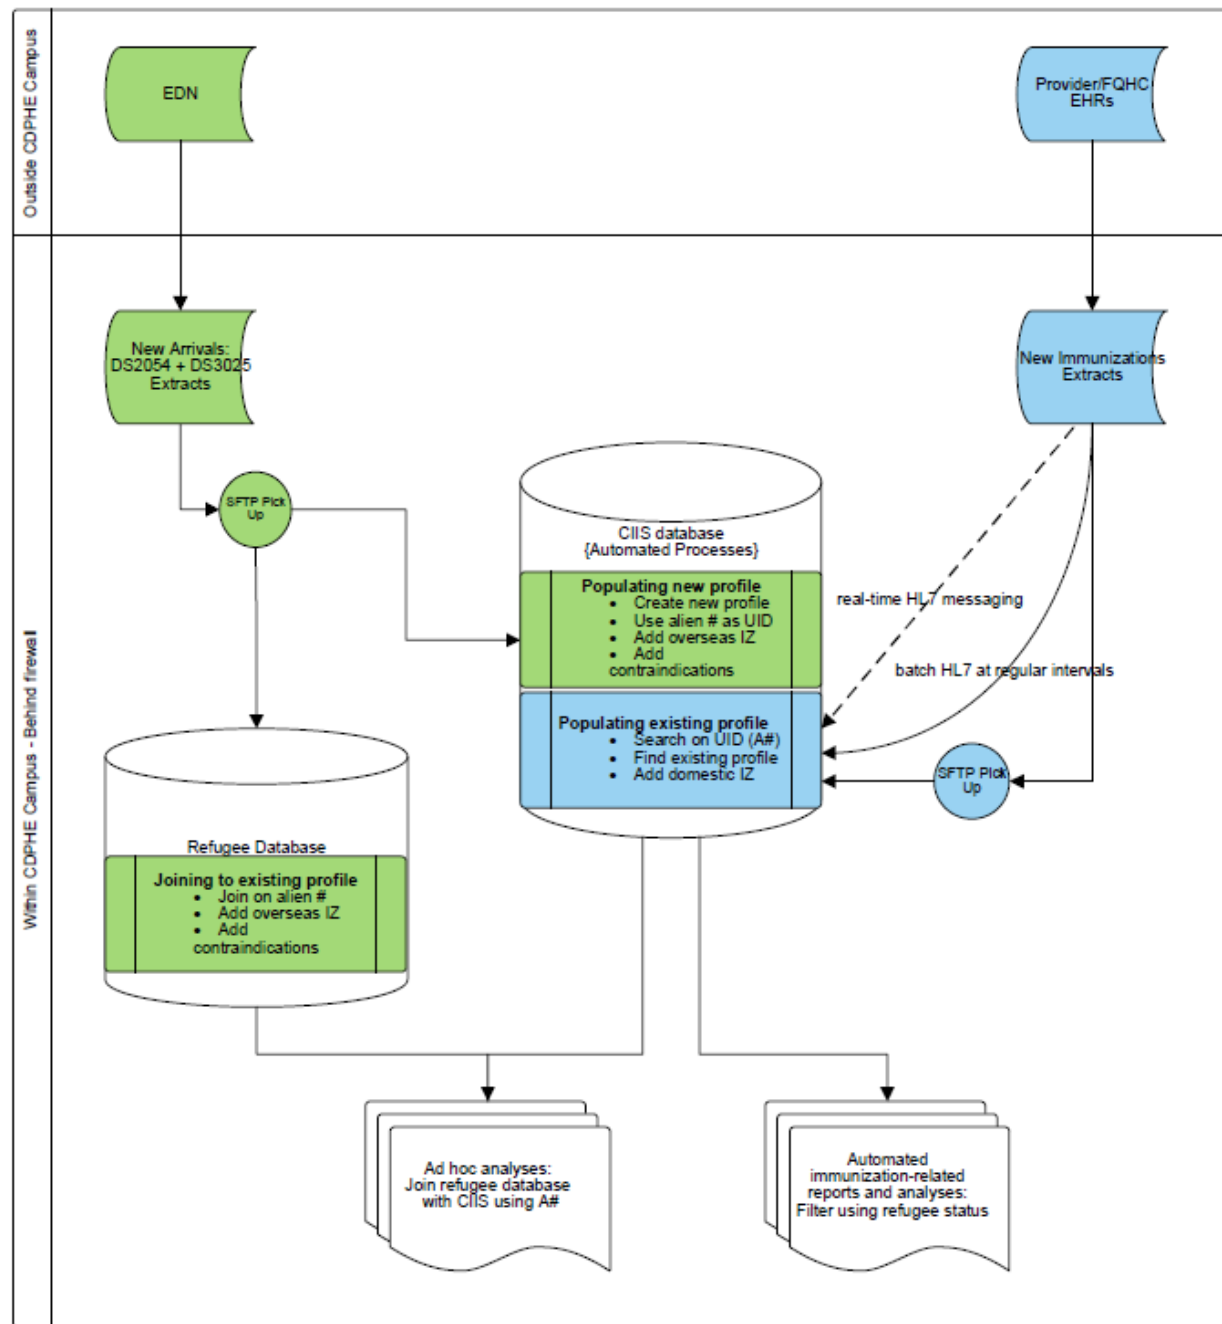 Outside CDPHE Campus
EDN
Provider/FQHC
EHRs
Within CDPHE Campus - Behind firewall
New Arrivals:
DS2054 + DS3025
Extracts
New Immunizations
Extracts
SFTP Pick
Up
CIIS database
{Automated Processes}
Populating new profile
• Create new profile
• Use alien # as UID
• Add overseas IZ
• Add
contraindications
real-time HL7 messaging
batch HL7 at regular intervals
Populating existing profile
• Search on UID (A#)
• Find existing profile
• Add domestic IZ
SFTP Pick
Up
Refugee Database
Joining to existing profile
• Join on alien #
• Add overseas IZ
• Add
contraindications
Ad hoc analyses:
Join refugee database
with CIIS using A#
Automated
immunization-related
reports and analyses:
Filter using refugee status